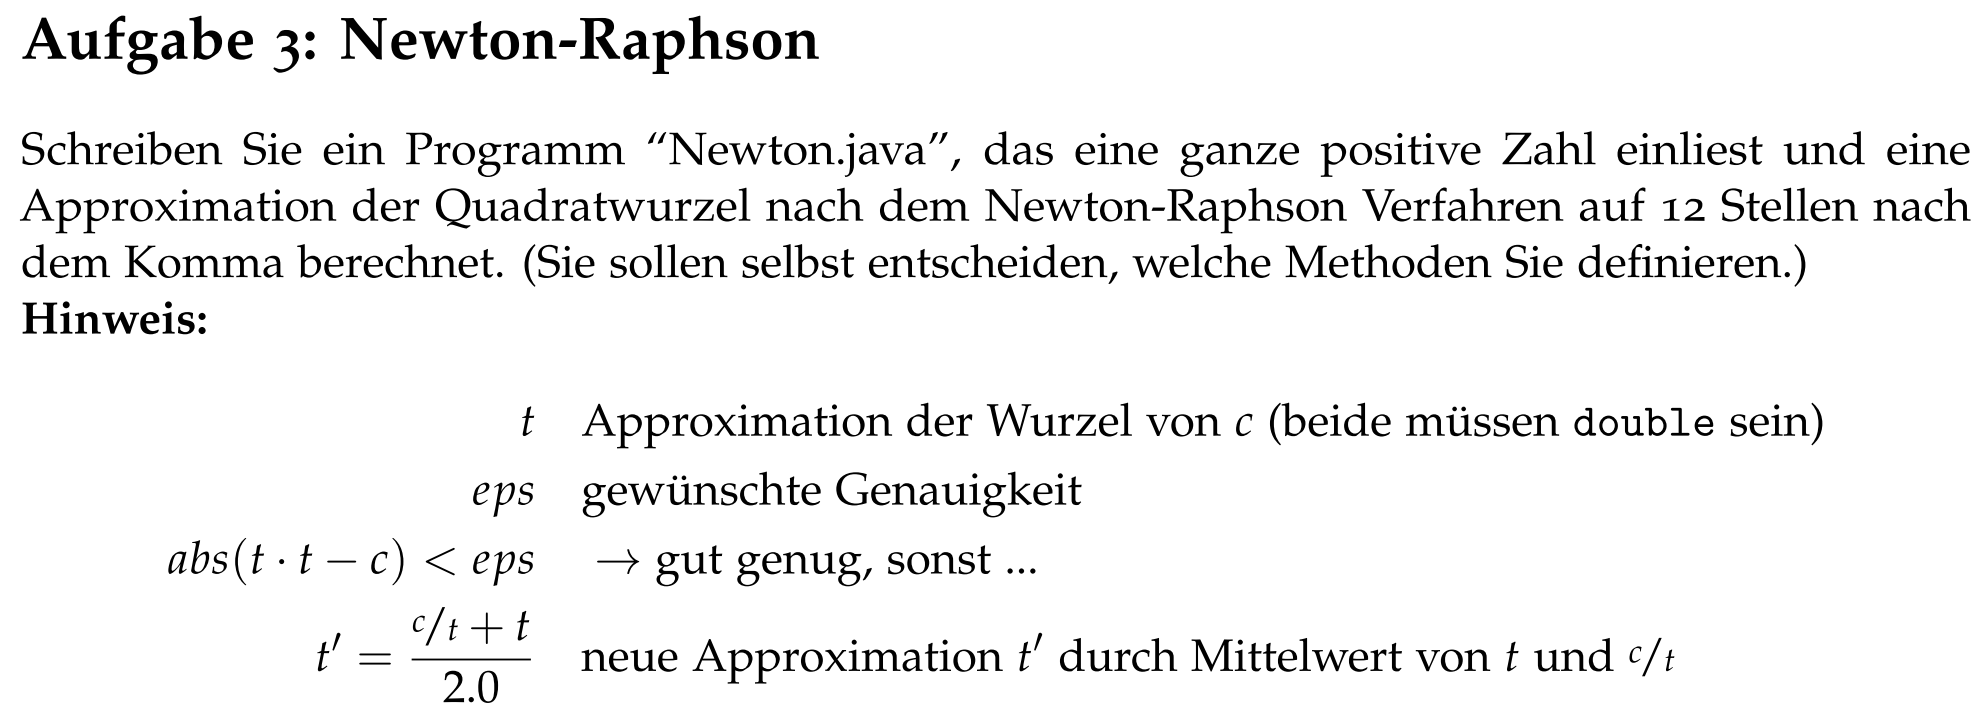 Aufgabe 3: Newton-Raphson
Schreiben Sie ein Programm “Newton.java”, das eine ganze positive Zahl einliest und eine
Approximation der Quadratwurzel nach dem Newton-Raphson Verfahren auf 12 Stellen nach
dem Komma berechnet. (Sie sollen selbst entscheiden, welche Methoden Sie definieren.)
Hinweis:
t Approximation der Wurzel von c (beide müssen double sein)
eps gewünschte Genauigkeit
abs(t · t − c) < eps → gut genug, sonst ...
t′ = (c/t + t)/2.0 neue Approximation t′ durch Mittelwert von t und c/t